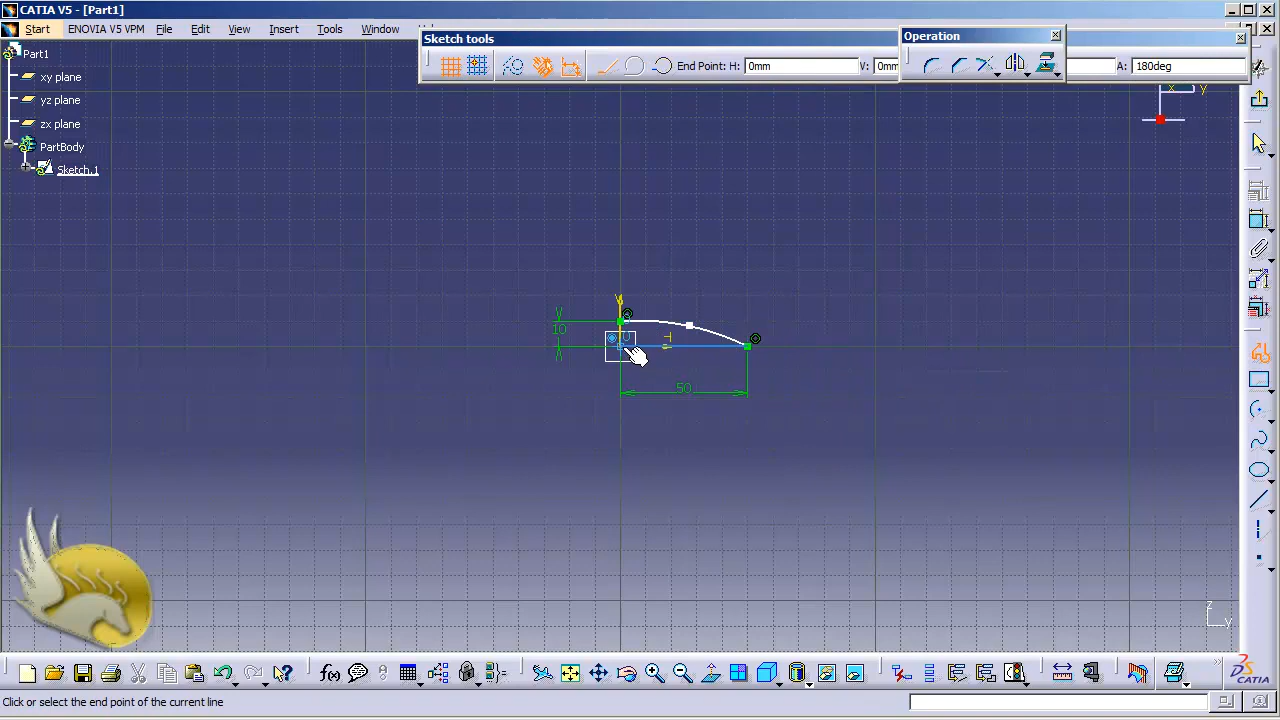 CATIA V5 - [Part1]
Start ENOVIA V5 VPM File Edit View Insert Tools Window
Sketch tools
Operation
End Point: H: 0mm V: 0mm A: 180deg
Part1
xy plane
yz plane
zx plane
PartBody
Sketch.1
x y
10
50
z
y
f(x)
CATIA
Click or select the end point of the current line